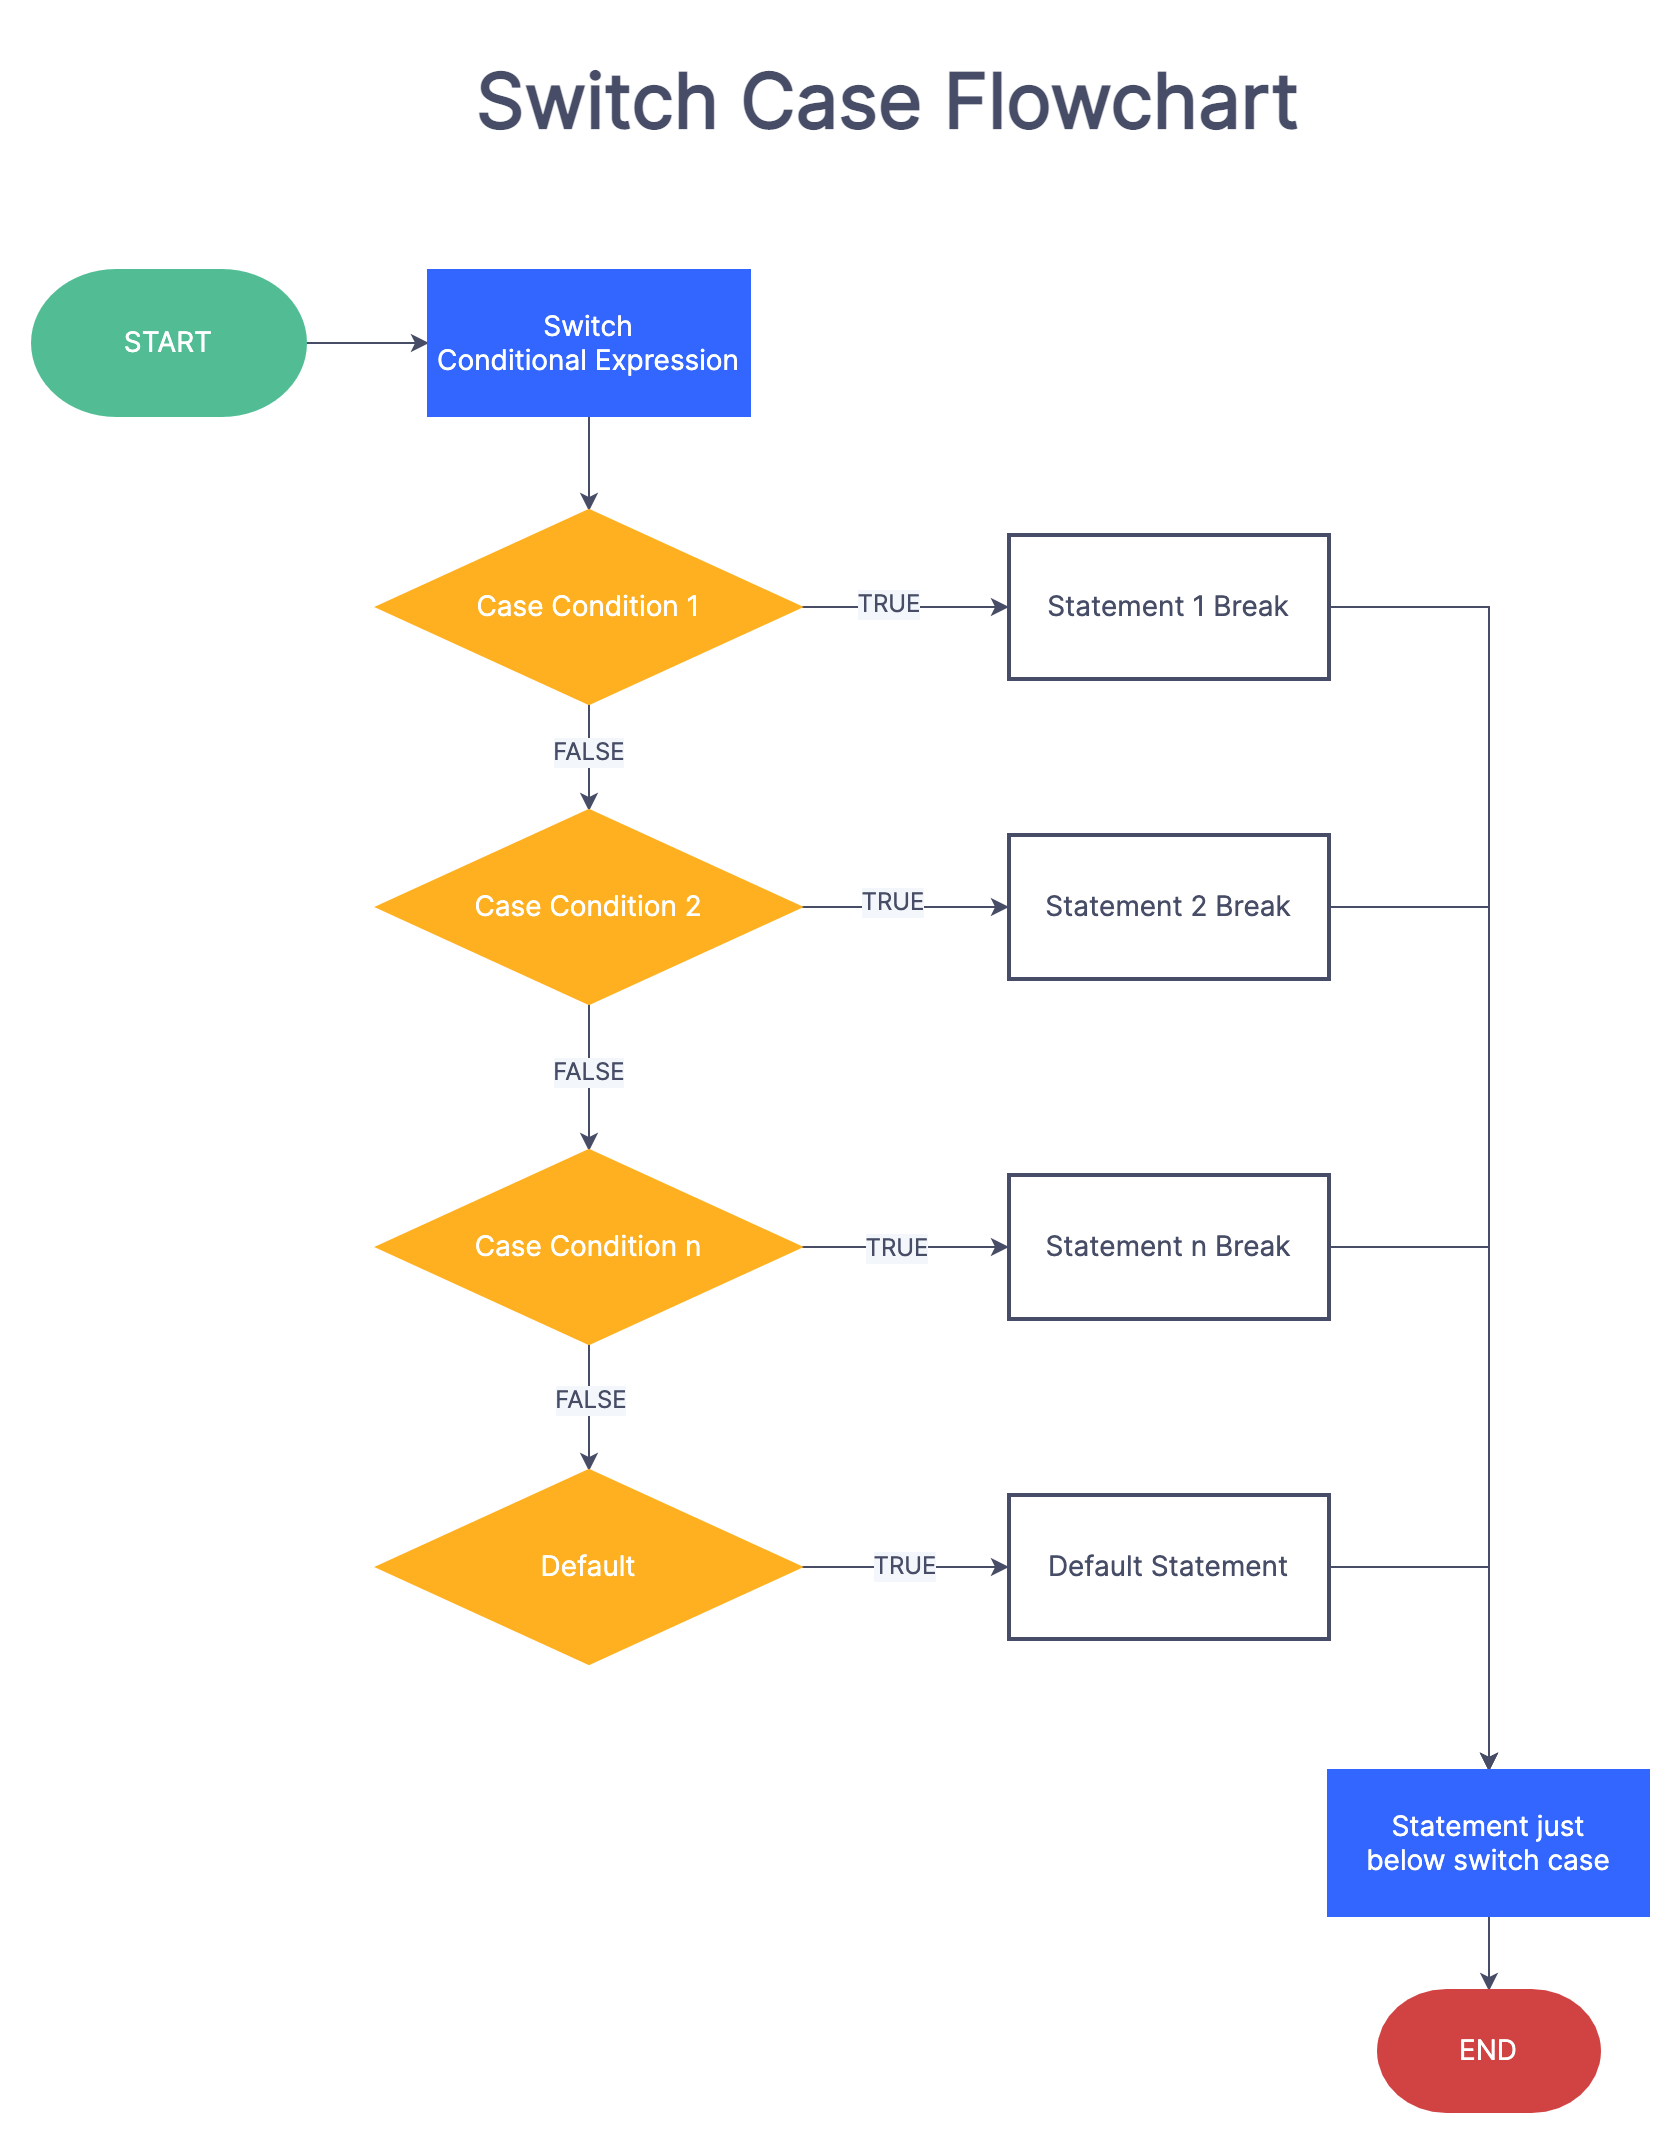 Switch Case Flowchart
START
Switch
Conditional Expression
Case Condition 1
TRUE
Statement 1 Break
FALSE
Case Condition 2
TRUE
Statement 2 Break
FALSE
Case Condition n
TRUE
Statement n Break
FALSE
Default
TRUE
Default Statement
Statement just
below switch case
END